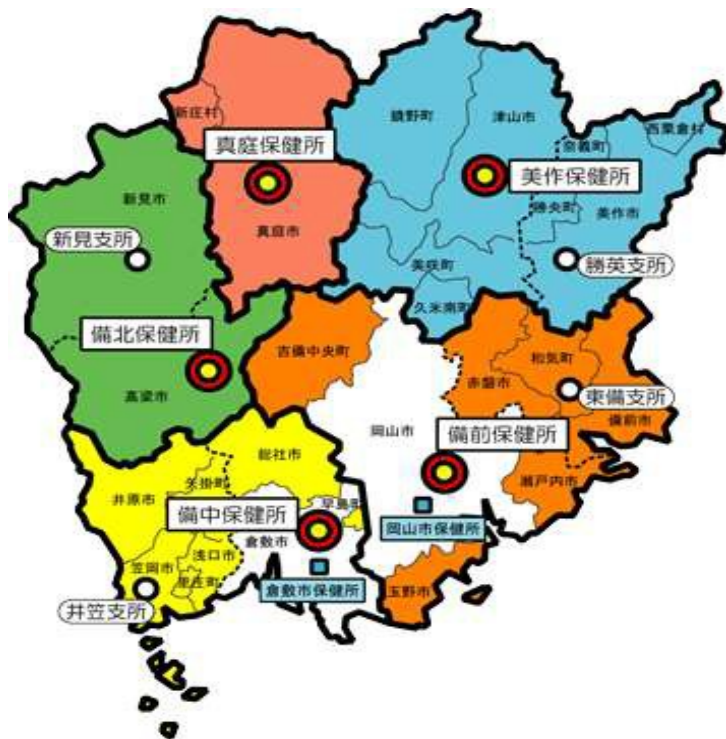 新庄村
真庭保健所
真庭市
鏡野町
津山市
奈義町
西粟倉村
美作保健所
勝央町
美作市
勝英支所
美咲町
久米南町
新見市
新見支所
備北保健所
高梁市
吉備中央町
赤磐市
和気町
東備支所
備前市
岡山市
備前保健所
瀬戸内市
岡山市保健所
玉野市
総社市
井原市
矢掛町
早島町
備中保健所
倉敷市
浅口市
笠岡市
里庄町
倉敷市保健所
井笠支所